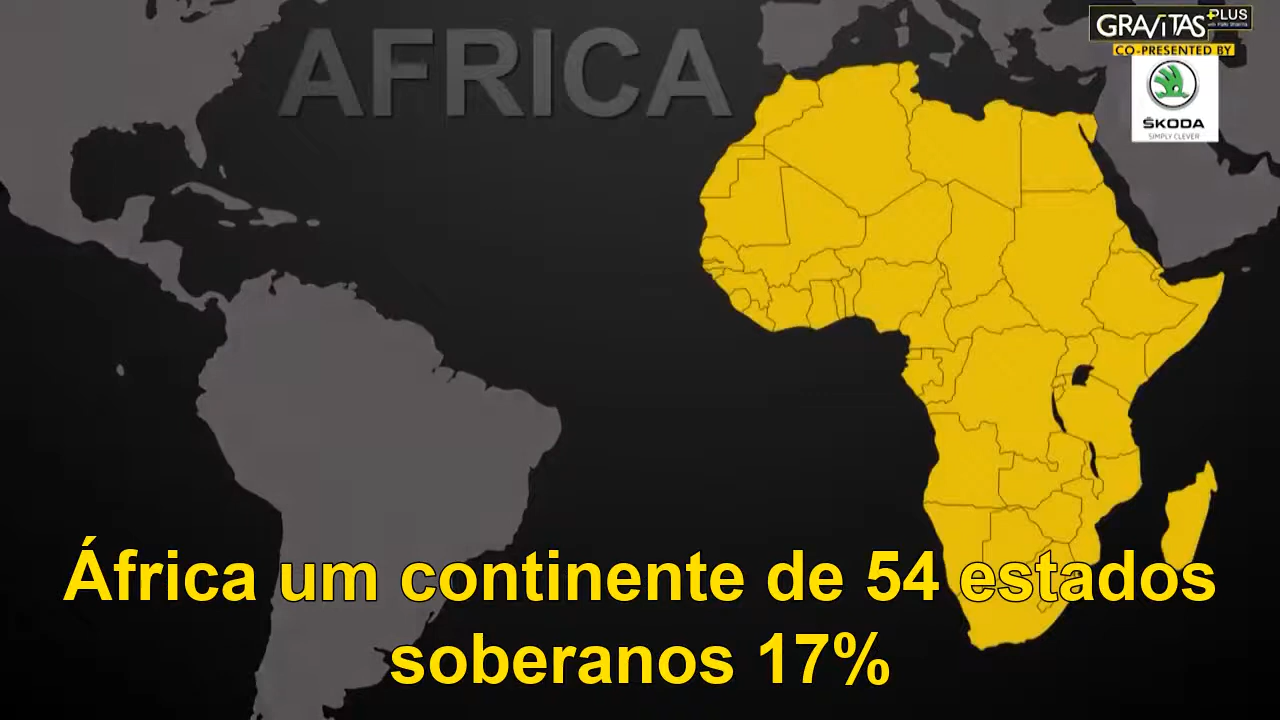 AFRICA
GRAVITAS PLUS
CO-PRESENTED BY
ŠKODA
SIMPLY CLEVER
África um continente de 54 estados
soberanos 17%